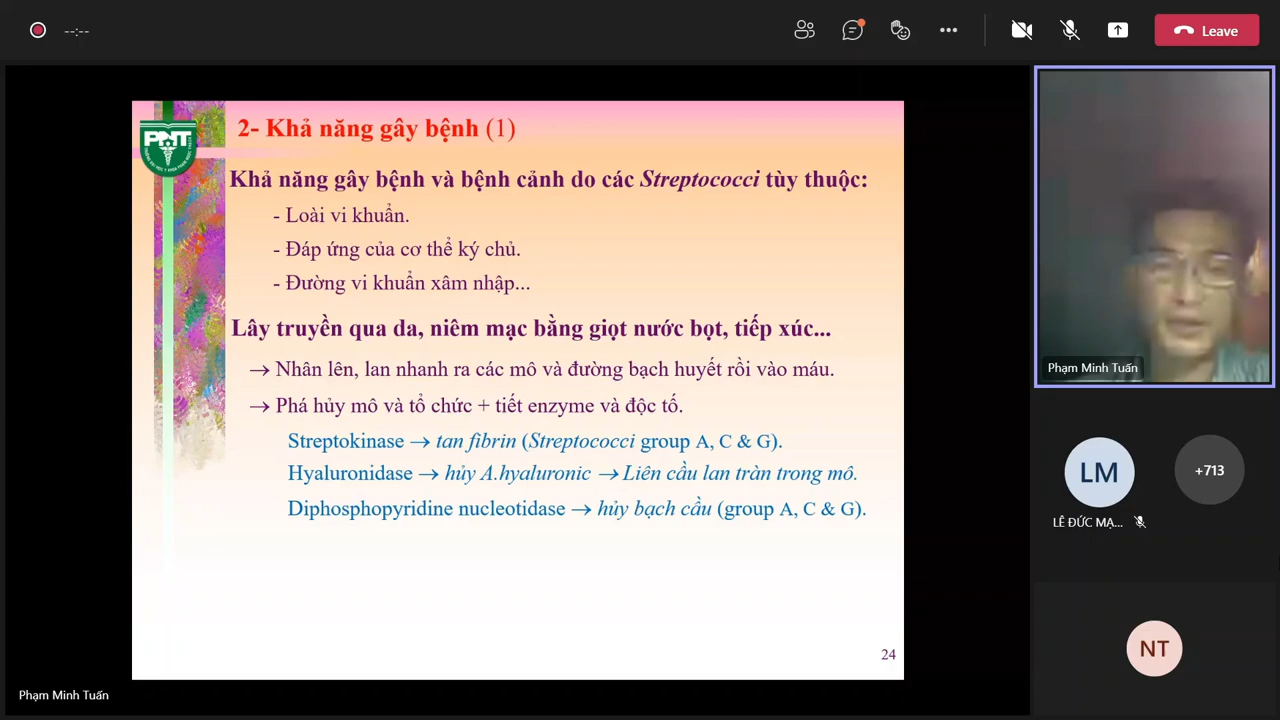 --:--
Leave
PNT
2- Khả năng gây bệnh (1)
Khả năng gây bệnh và bệnh cảnh do các Streptococci tùy thuộc:
- Loài vi khuẩn.
- Đáp ứng của cơ thể ký chủ.
- Đường vi khuẩn xâm nhập...
Lây truyền qua da, niêm mạc bằng giọt nước bọt, tiếp xúc...
→ Nhân lên, lan nhanh ra các mô và đường bạch huyết rồi vào máu.
→ Phá hủy mô và tổ chức + tiết enzyme và độc tố.
Streptokinase → tan fibrin (Streptococci group A, C & G).
Hyaluronidase → hủy A.hyaluronic → Liên cầu lan tràn trong mô.
Diphosphopyridine nucleotidase → hủy bạch cầu (group A, C & G).
24
Phạm Minh Tuấn
Phạm Minh Tuấn
LM
+713
LÊ ĐỨC MẠ...
NT